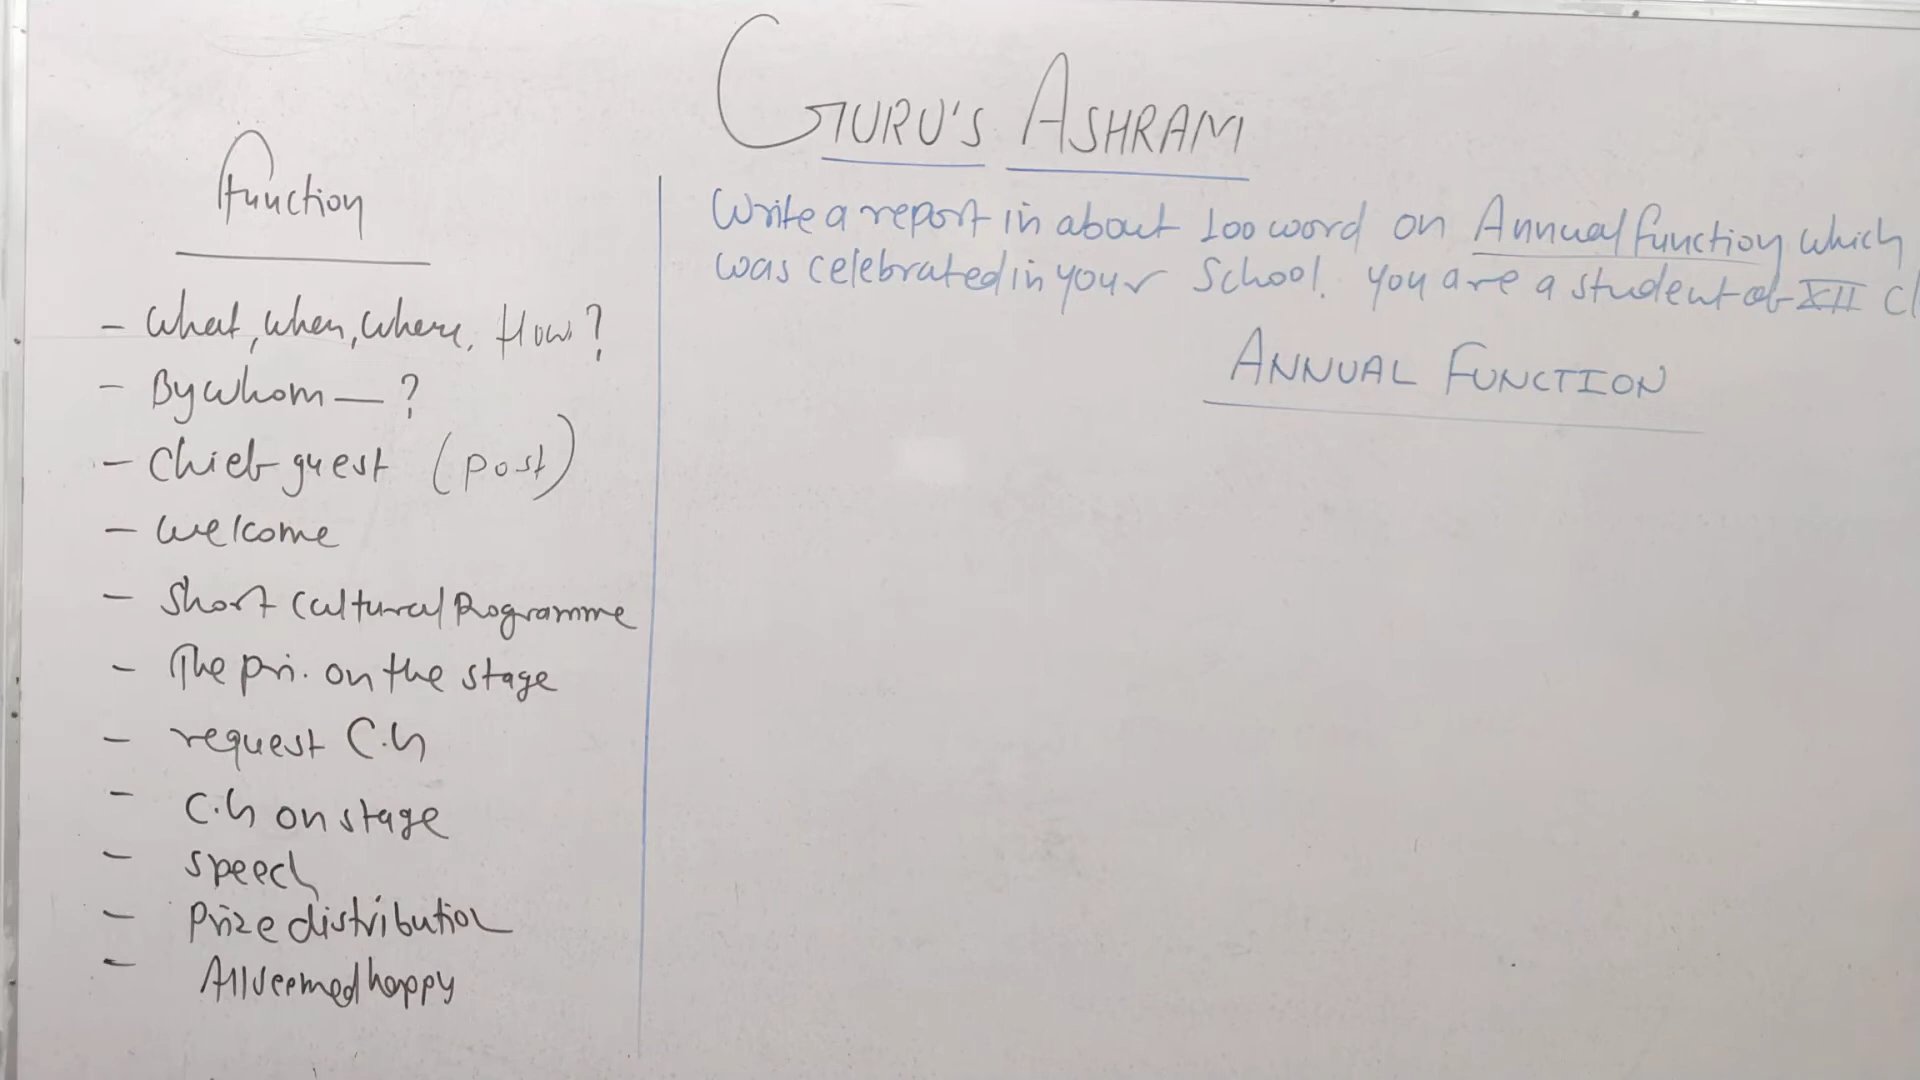 GURU'S ASHRAM
function
- What, when, where, How?
- By whom — ?
- Chief guest (post)
- welcome
- Short Cultural Programme
- The pri. on the stage
- request C.h
- C.h on stage
- speech
- Prize distribution
- All seemed happy
Write a report in about 100 word on Annual function which
was celebrated in your School. you are a student of XII
ANNUAL FUNCTION